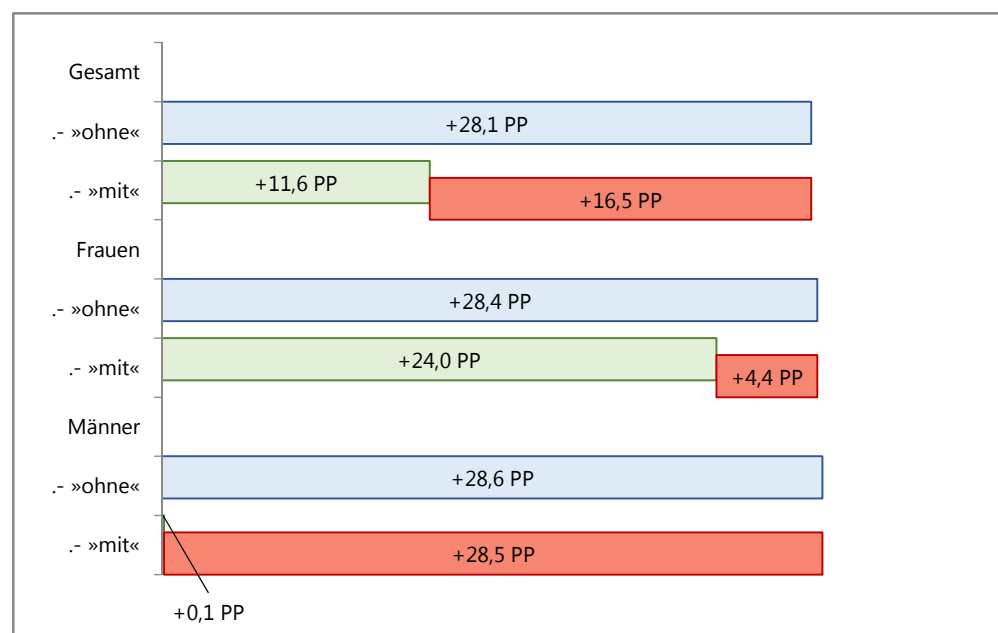 Gesamt
.- »ohne«
+28,1 PP
.- »mit«
+11,6 PP
+16,5 PP
Frauen
.- »ohne«
+28,4 PP
.- »mit«
+24,0 PP
+4,4 PP
Männer
.- »ohne«
+28,6 PP
.- »mit«
+28,5 PP
+0,1 PP